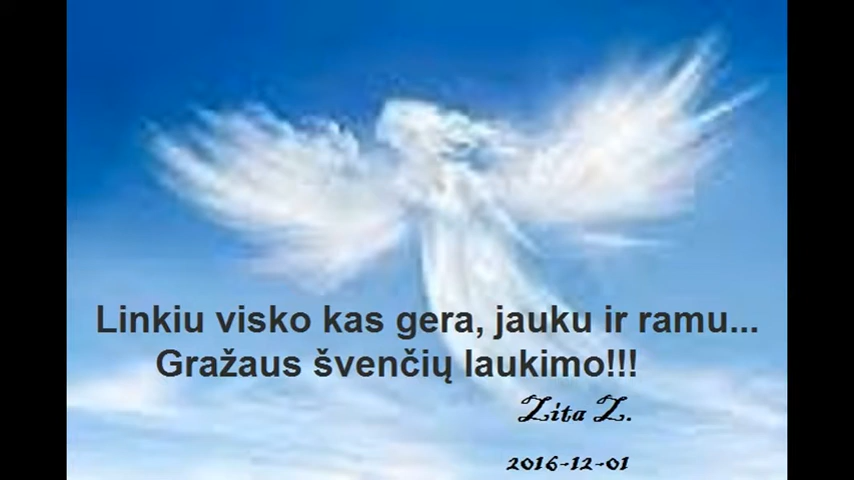 Linkiu visko kas gera, jauku ir ramu...
Gražaus švenčių laukimo!!!
Zita Z.
2016-12-01